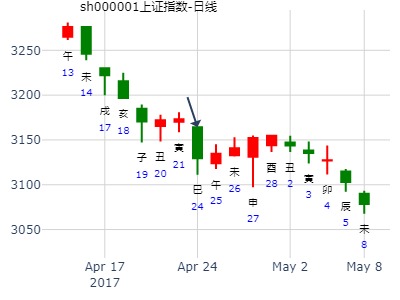 sh000001上证指数-日线
3250
3200
3150
3100
3050
午
13
未
14
戌
17
亥
18
子
19
丑
20
寅
21
巳
24
午
25
未
26
申
27
酉
28
丑
2
寅
3
卯
4
辰
5
未
8
Apr 17
2017
Apr 24
May 2
May 8